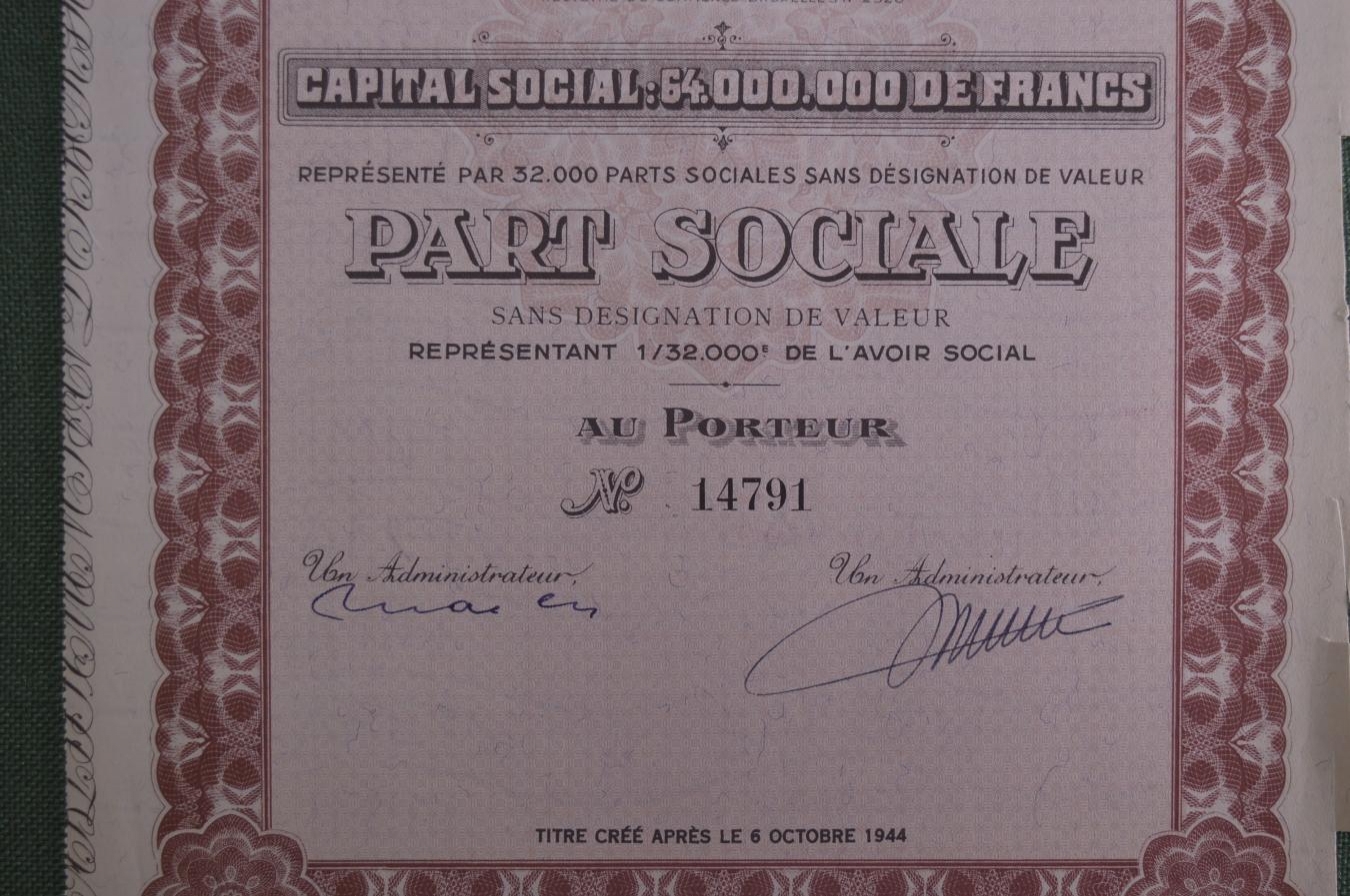 CAPITAL SOCIAL:64.000.000 DE FRANCS
REPRÉSENTÉ PAR 32.000 PARTS SOCIALES SANS DÉSIGNATION DE VALEUR
PART SOCIALE
SANS DESIGNATION DE VALEUR
REPRÉSENTANT 1/32.000ᴱ DE L'AVOIR SOCIAL
AU PORTEUR
Nº 14791
Un Administrateur, Un Administrateur,
TITRE CRÉÉ APRÈS LE 6 OCTOBRE 1944